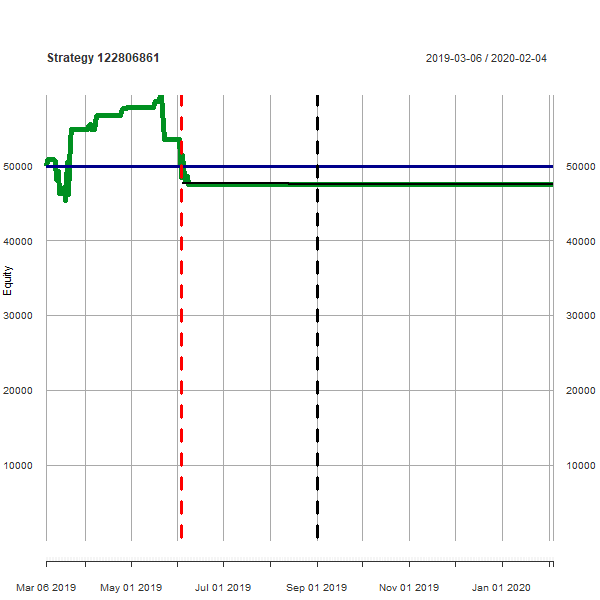 Strategy 122806861
2019-03-06 / 2020-02-04
Equity
50000
50000
40000
40000
30000
30000
20000
20000
10000
10000
Mar 06 2019
May 01 2019
Jul 01 2019
Sep 01 2019
Nov 01 2019
Jan 01 2020